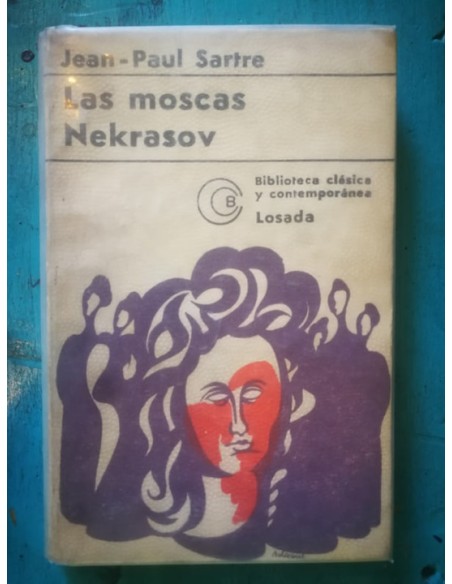 Jean-Paul Sartre
Las moscas
Nekrasov
B
Biblioteca clásica
y contemporánea
Losada